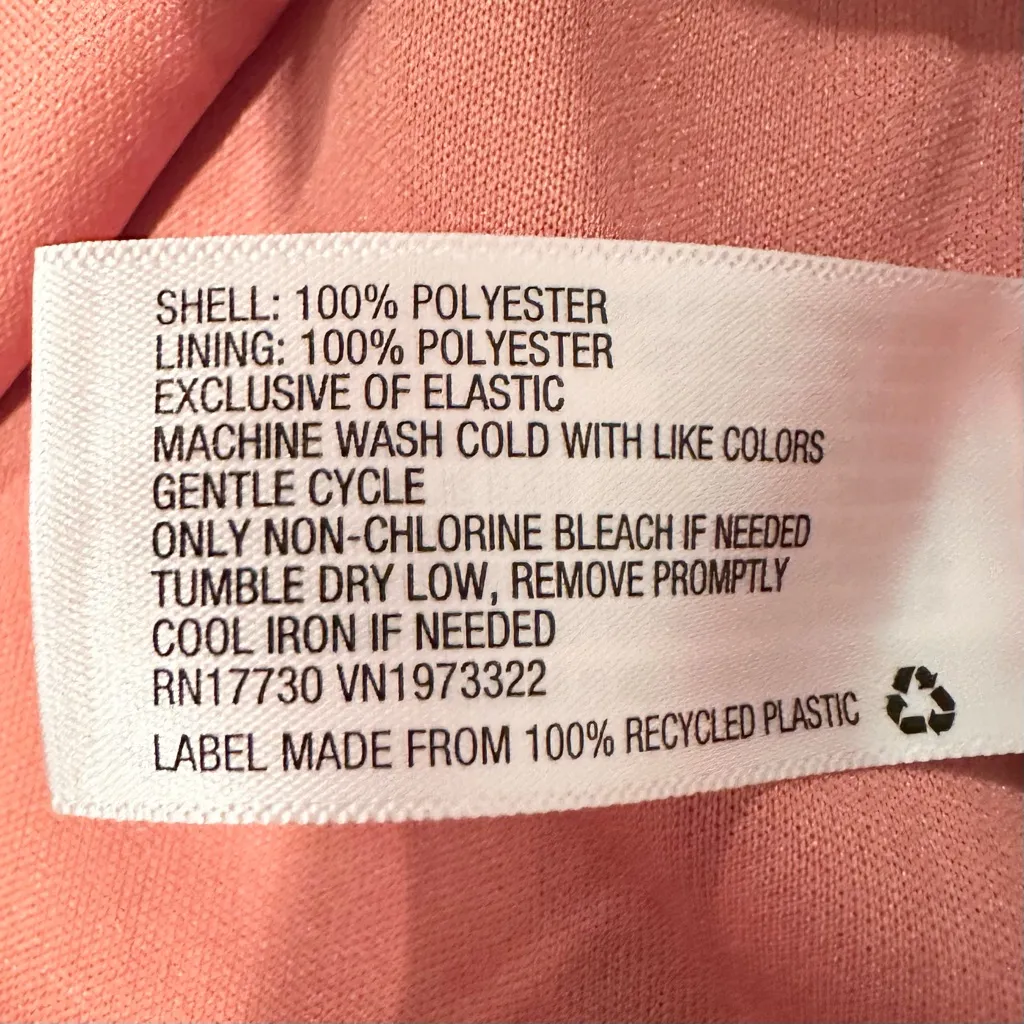 SHELL: 100% POLYESTER
LINING: 100% POLYESTER
EXCLUSIVE OF ELASTIC
MACHINE WASH COLD WITH LIKE COLORS
GENTLE CYCLE
ONLY NON-CHLORINE BLEACH IF NEEDED
TUMBLE DRY LOW, REMOVE PROMPTLY
COOL IRON IF NEEDED
RN17730 VN1973322
LABEL MADE FROM 100% RECYCLED PLASTIC